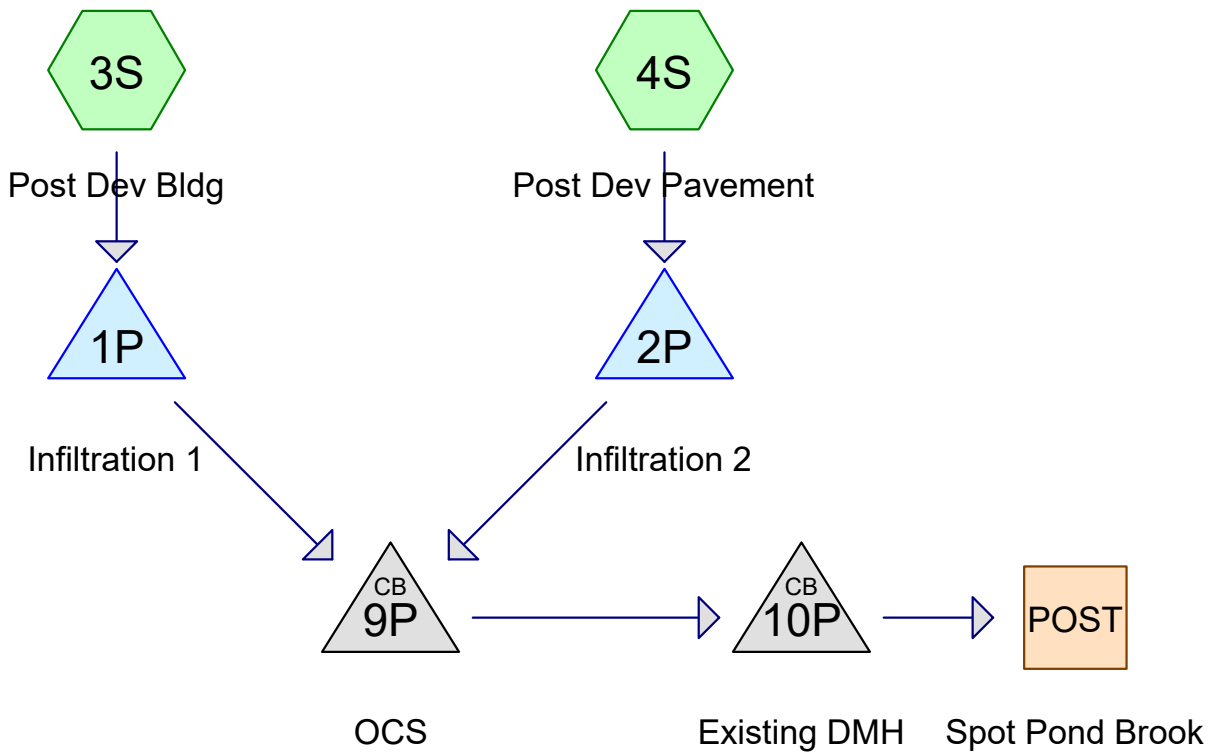 3S
4S
Post Dev Bldg
Post Dev Pavement
1P
2P
Infiltration 1
Infiltration 2
CB
9P
CB
10P
POST
OCS
Existing DMH
Spot Pond Brook